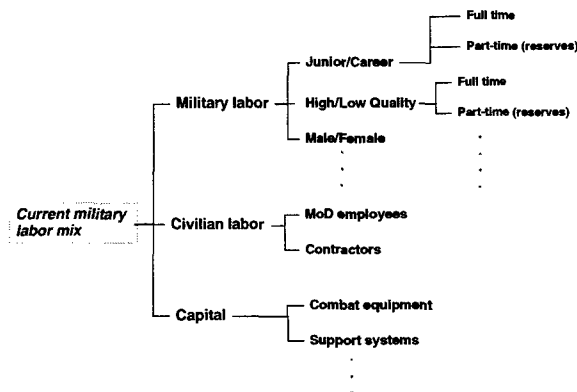 Full time
Part-time (reserves)
Junior/Career
Full time
Military labor
High/Low Quality
Part-time (reserves)
Male/Female
Current military
labor mix
MoD employees
Civilian labor
Contractors
Combat equipment
Capital
Support systems